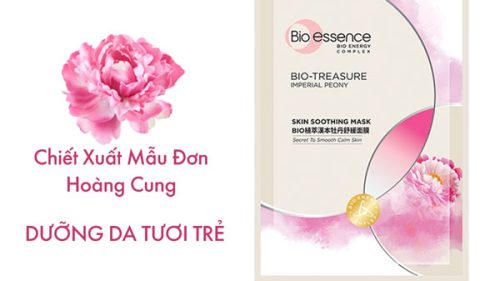 Chiết Xuất Mẫu Đơn
Hoàng Cung
DƯỠNG DA TƯƠI TRẺ
Bio essence
BIO ENERGY
COMPLEX
BIO-TREASURE
IMPERIAL PEONY
SKIN SOOTHING MASK
BIO植萃漢本牡丹舒緩面膜
Secret To Smooth Calm Skin